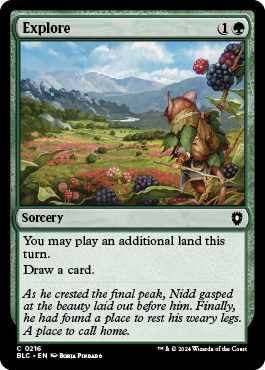 Explore 1
Sorcery
You may play an additional land this
turn.
Draw a card.
As he crested the final peak, Nidd gasped
at the beauty laid out before him. Finally,
he had found a place to rest his weary legs.
A place to call home.
C 0216
BLC • EN Borja Pindado
™ & © 2024 Wizards of the Coast